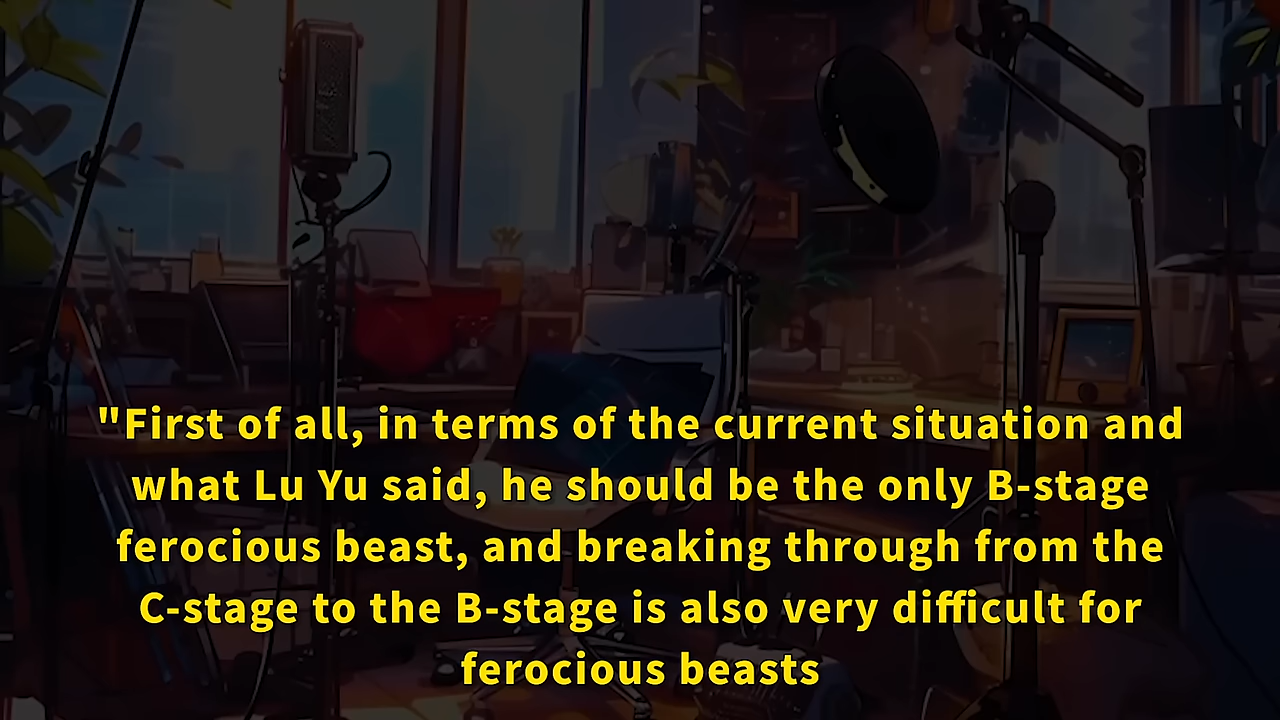 "First of all, in terms of the current situation and
what Lu Yu said, he should be the only B-stage
ferocious beast, and breaking through from the
C-stage to the B-stage is also very difficult for
ferocious beasts